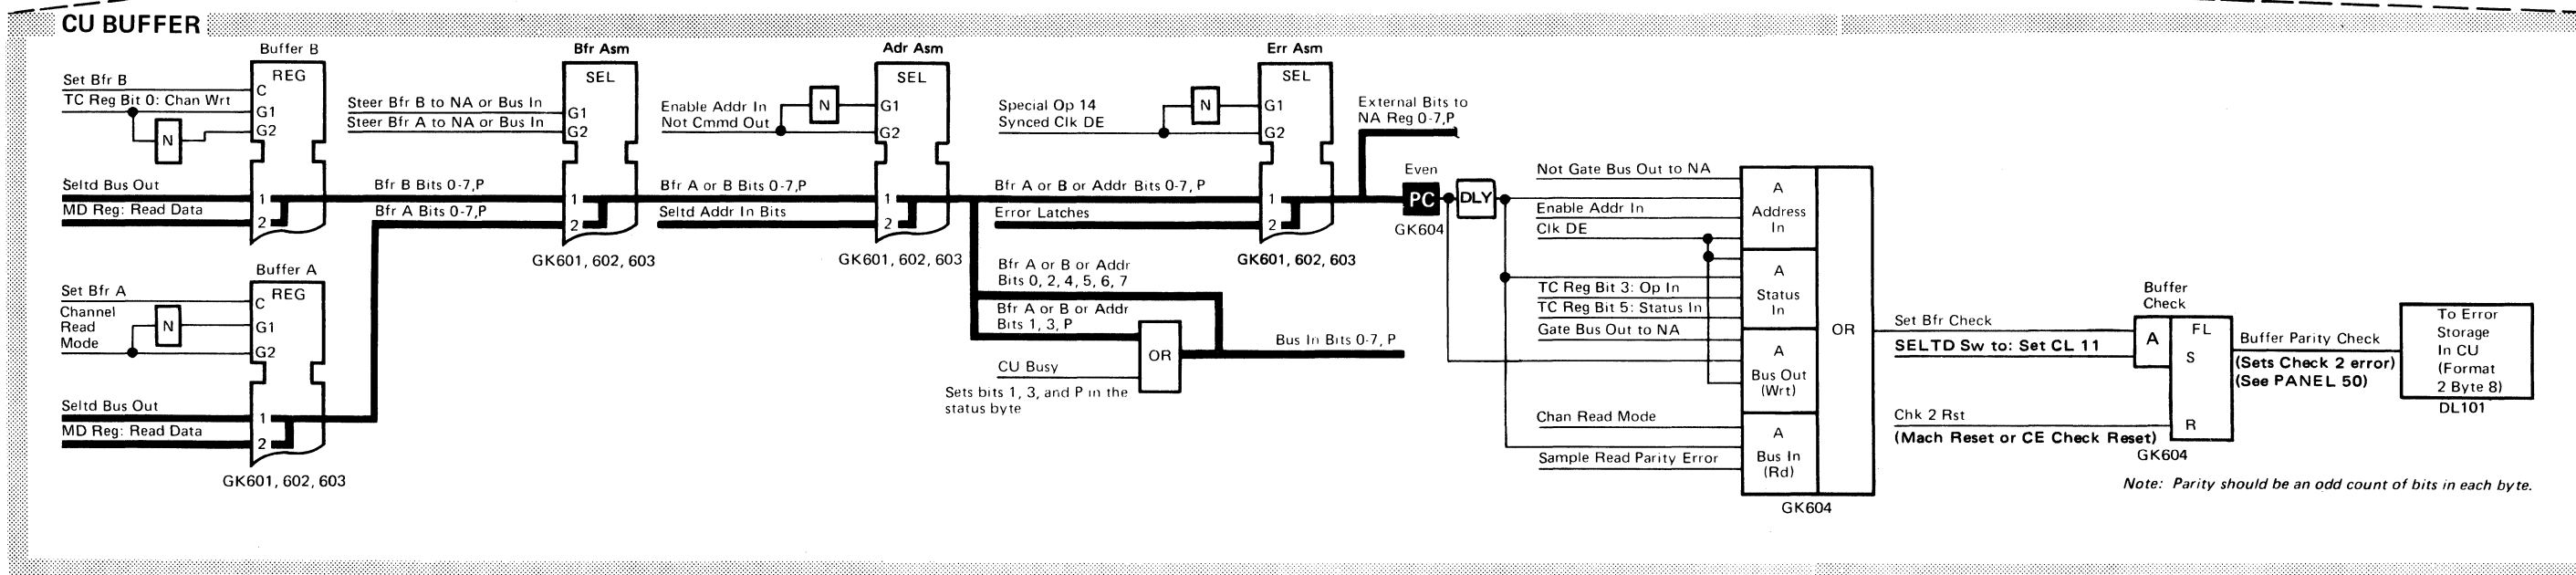 CU BUFFER
Buffer B
REG
Set Bfr B
C
TC Reg Bit 0: Chan Wrt
G1
G2
N
Seltd Bus Out
1
MD Reg: Read Data
2
Buffer A
REG
Set Bfr A
C
Channel
Read
Mode
N
G1
G2
Seltd Bus Out
1
MD Reg: Read Data
2
GK601, 602, 603
Bfr Asm
SEL
Steer Bfr B to NA or Bus In
G1
Steer Bfr A to NA or Bus In
G2
Bfr B Bits 0-7,P
1
Bfr A Bits 0-7,P
2
GK601, 602, 603
Adr Asm
SEL
Enable Addr In
Not Cmmd Out
N
G1
G2
Bfr A or B Bits 0-7,P
1
Seltd Addr In Bits
2
GK601, 602, 603
Err Asm
SEL
Special Op 14
Synced Clk DE
N
G1
G2
Bfr A or B or Addr Bits 0-7, P
1
Error Latches
2
GK601, 602, 603
Bfr A or B or Addr
Bits 0, 2, 4, 5, 6, 7
Bfr A or B or Addr
Bits 1, 3, P
CU Busy
OR
Sets bits 1, 3, and P in the
status byte
Bus In Bits 0-7, P
External Bits to
NA Reg 0-7,P
Even
PC
GK604
DLY
Not Gate Bus Out to NA
Enable Addr In
Clk DE
A
Address
In
TC Reg Bit 3: Op In
TC Reg Bit 5: Status In
A
Status
In
Gate Bus Out to NA
A
Bus Out
(Wrt)
Chan Read Mode
Sample Read Parity Error
A
Bus In
(Rd)
OR
GK604
Set Bfr Check
SELTD Sw to: Set CL 11
Chk 2 Rst
(Mach Reset or CE Check Reset)
Buffer
Check
A
FL
S
R
GK604
Buffer Parity Check
(Sets Check 2 error)
(See PANEL 50)
To Error
Storage
In CU
(Format
2 Byte 8)
DL101
Note: Parity should be an odd count of bits in each byte.